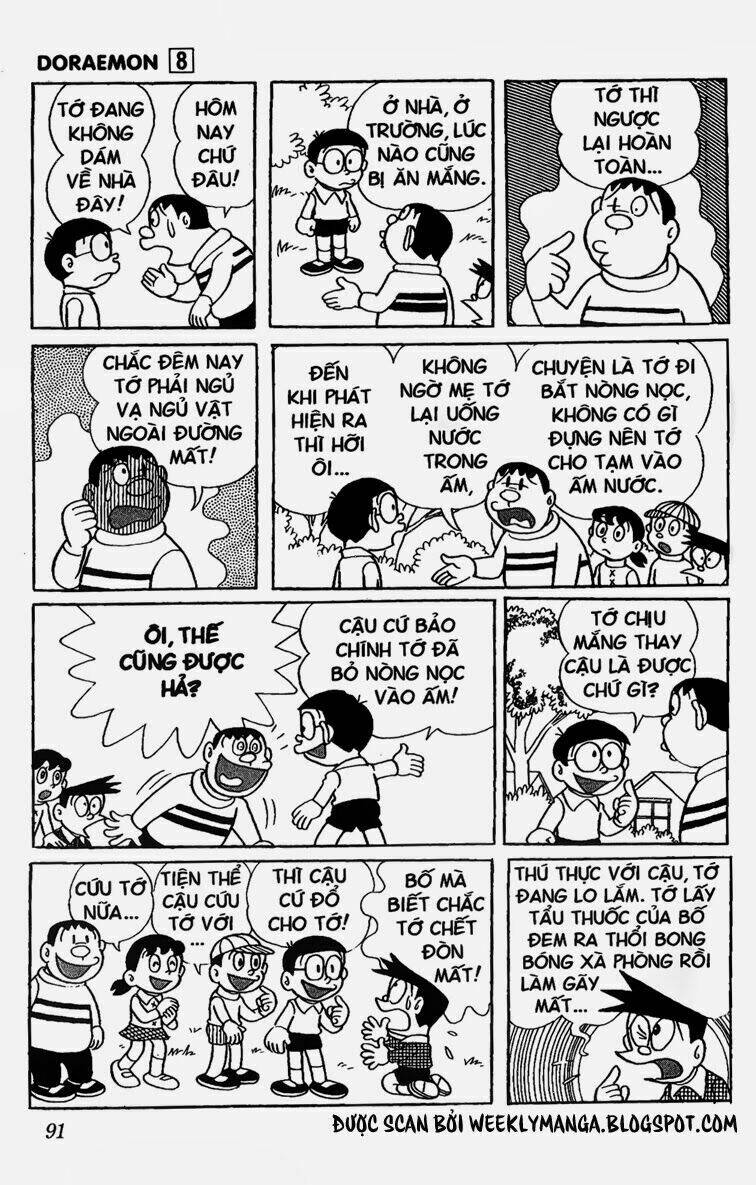 DORAEMON 8
TỚ THÌ
NGƯỢC
LẠI HOÀN
TOÀN...
Ở NHÀ, Ở
TRƯỜNG, LÚC
NÀO CŨNG
BỊ ĂN MẮNG.
HÔM
NAY
CHỨ
ĐÂU!
TỚ ĐANG
KHÔNG
DÁM
VỀ NHÀ
ĐÂY!
CHUYỆN LÀ TỚ ĐI
BẮT NÒNG NỌC,
KHÔNG CÓ GÌ
ĐỰNG NÊN TỚ
CHO TẠM VÀO
ẤM NƯỚC.
KHÔNG
NGỜ MẸ TỚ
LẠI UỐNG
NƯỚC
TRONG
ẤM,
ĐẾN
KHI PHÁT
HIỆN RA
THÌ HỠI
ÔI...
CHẮC ĐÊM NAY
TỚ PHẢI NGỦ
VẠ NGỦ VẬT
NGOÀI ĐƯỜNG
MẤT!
TỚ CHỊU
MẮNG THAY
CẬU LÀ ĐƯỢC
CHỨ GÌ?
CẬU CỨ BẢO
CHÍNH TỚ ĐÃ
BỎ NÒNG NỌC
VÀO ẤM!
ÔI, THẾ
CŨNG ĐƯỢC
HẢ?
THÚ THỰC VỚI CẬU, TỚ
ĐANG LO LẮM. TỚ LẤY
TẨU THUỐC CỦA BỐ
ĐEM RA THỔI BONG
BÓNG XÀ PHÒNG RỒI
LÀM GÃY
MẤT...
BỐ MÀ
BIẾT CHẮC
TỚ CHẾT
ĐÒN
MẤT!
THÌ CẬU
CỨ ĐỔ
CHO TỚ!
TIỆN THỂ
CẬU CỨU
TỚ VỚI
...
CỨU TỚ
NỮA...
91
ĐƯỢC SCAN BỞI WEEKLYMANGA.BLOGSPOT.COM